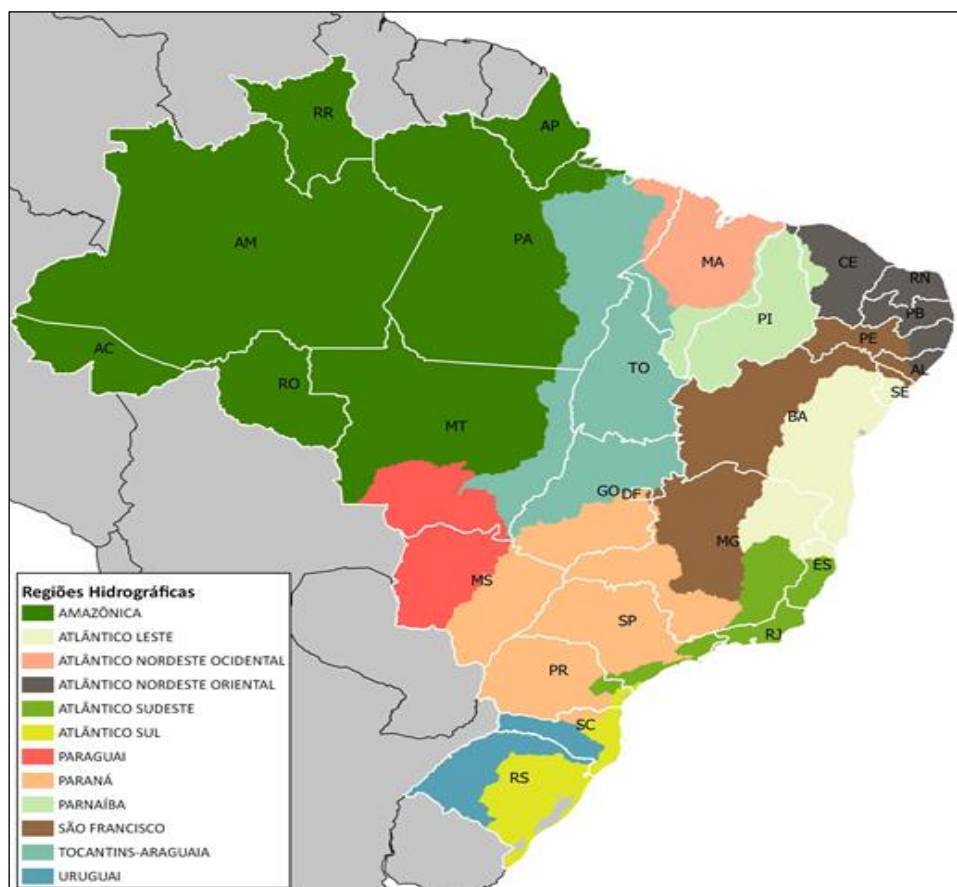 RR
AP
AM
PA
MA
CE
RN
PB
PI
PE
AC
AL
TO
SE
RO
BA
MT
GO
DF
MG
ES
MS
SP
RJ
PR
SC
RS
Regiões Hidrográficas
AMAZÔNICA
ATLÂNTICO LESTE
ATLÂNTICO NORDESTE OCIDENTAL
ATLÂNTICO NORDESTE ORIENTAL
ATLÂNTICO SUDESTE
ATLÂNTICO SUL
PARAGUAI
PARANÁ
PARNAÍBA
SÃO FRANCISCO
TOCANTINS-ARAGUAIA
URUGUAI